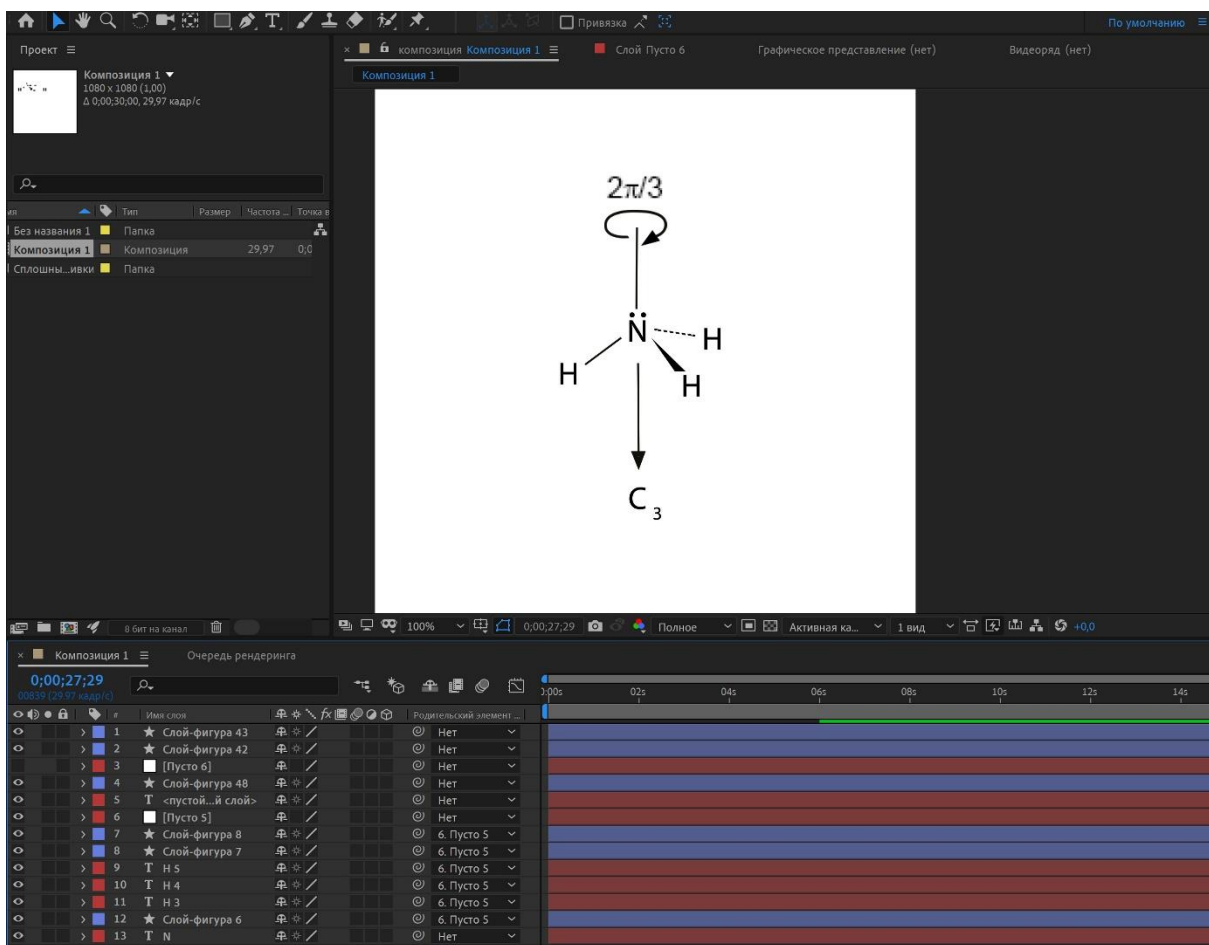 Привязка
По умолчанию
Проект
Композиция 1
1080 x 1080 (1,00)
Δ 0;00;30;00, 29,97 кадр/с
Тип Размер Частота ... Точка в
Без названия 1 Папка
Композиция 1 Композиция 29,97 0;0
Сплошны...ивки Папка
8 бит на канал
× композиция Композиция 1 Слой Пусто 6 Графическое представление (нет) Видеоряд (нет)
Композиция 1
2π/3
N
H
H
H
C 3
100% 0;00;27;29 Полное Активная ка... 1 вид +0,0
× Композиция 1 Очередь рендеринга
0;00;27;29
00839 (29.97 кадр/с)
):00s 02s 04s 06s 08s 10s 12s 14s
# Имя слоя fx Родительский элемент ...
1 Слой-фигура 43 Нет
2 Слой-фигура 42 Нет
3 [Пусто 6] Нет
4 Слой-фигура 48 Нет
5 T <пустой...й слой> Нет
6 [Пусто 5] Нет
7 Слой-фигура 8 6. Пусто 5
8 Слой-фигура 7 6. Пусто 5
9 T H 5 6. Пусто 5
10 T H 4 6. Пусто 5
11 T H 3 6. Пусто 5
12 Слой-фигура 6 6. Пусто 5
13 T N Нет